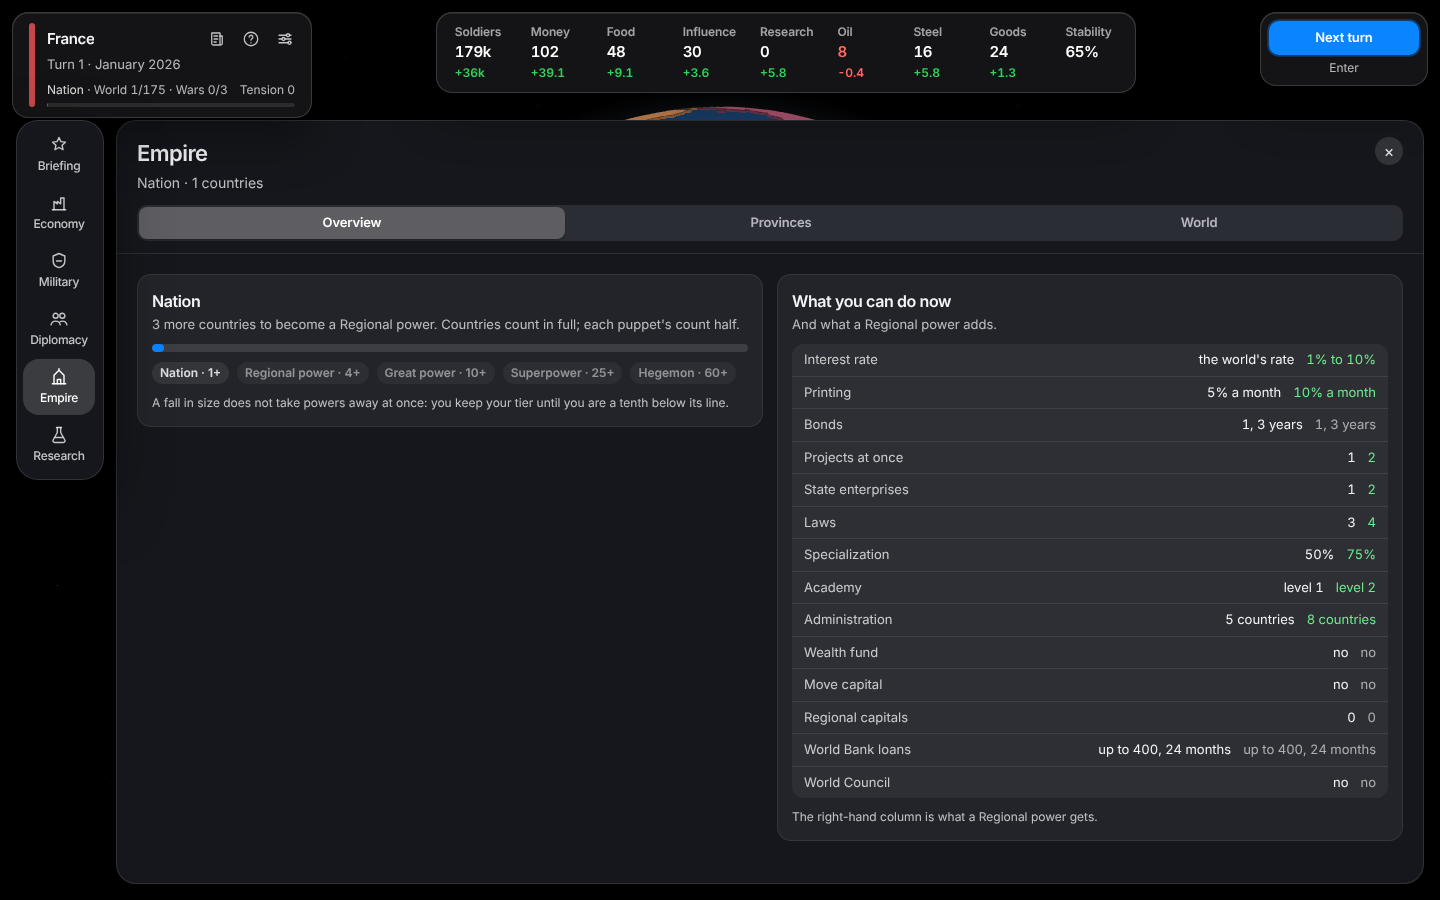 France
Turn 1 · January 2026
Nation · World 1/175 · Wars 0/3 Tension 0
Soldiers Money Food Influence Research Oil Steel Goods Stability
179k 102 48 30 0 8 16 24 65%
+36k +39.1 +9.1 +3.6 +5.8 -0.4 +5.8 +1.3
Next turn
Enter
Briefing
Economy
Military
Diplomacy
Empire
Research
Empire
×
Nation · 1 countries
Overview Provinces World
Nation
3 more countries to become a Regional power. Countries count in full; each puppet's count half.
Nation · 1+ Regional power · 4+ Great power · 10+ Superpower · 25+ Hegemon · 60+
A fall in size does not take powers away at once: you keep your tier until you are a tenth below its line.
What you can do now
And what a Regional power adds.
Interest rate the world's rate 1% to 10%
Printing 5% a month 10% a month
Bonds 1, 3 years 1, 3 years
Projects at once 1 2
State enterprises 1 2
Laws 3 4
Specialization 50% 75%
Academy level 1 level 2
Administration 5 countries 8 countries
Wealth fund no no
Move capital no no
Regional capitals 0 0
World Bank loans up to 400, 24 months up to 400, 24 months
World Council no no
The right-hand column is what a Regional power gets.